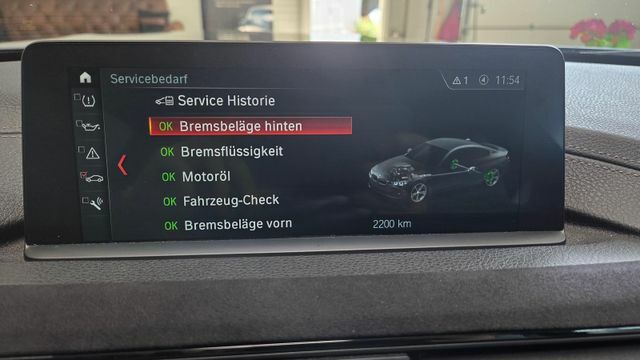 Servicebedarf
1
11:54
Service Historie
OK Bremsbeläge hinten
OK Bremsflüssigkeit
OK Motoröl
OK Fahrzeug-Check
OK Bremsbeläge vorn 2200 km